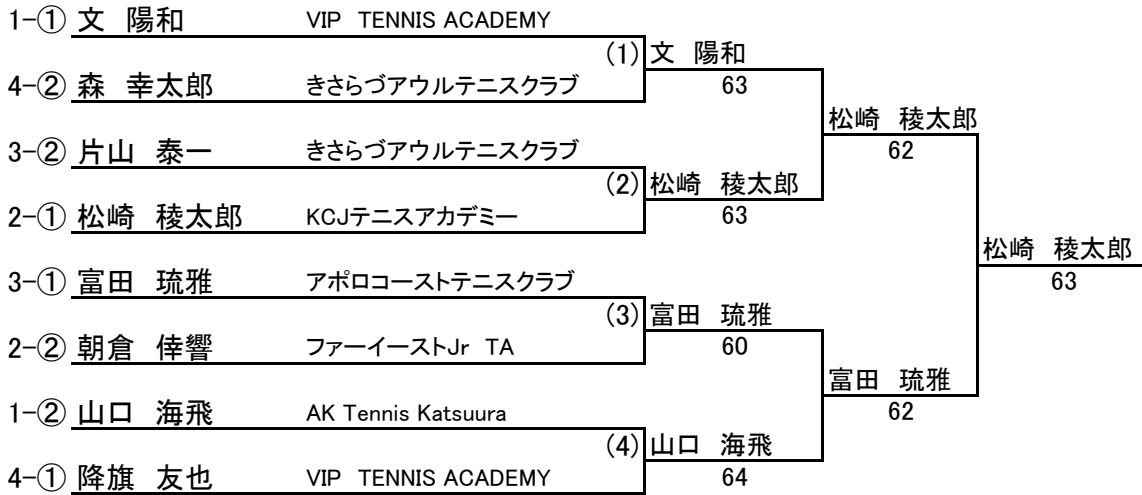 1-① 文　陽和　VIP　TENNIS ACADEMY
(1) 文　陽和
4-② 森　幸太郎　きさらづアウルテニスクラブ
63
松崎　稜太郎
3-② 片山　泰一　きさらづアウルテニスクラブ
62
(2) 松崎　稜太郎
2-① 松崎　稜太郎　KCJテニスアカデミー
63
松崎　稜太郎
3-① 富田　琉雅　アポロコーストテニスクラブ
63
(3) 富田　琉雅
2-② 朝倉　倖響　ファーイーストJr　TA
60
富田　琉雅
1-② 山口　海飛　AK Tennis Katsuura
62
(4) 山口　海飛
4-① 降旗　友也　VIP　TENNIS ACADEMY
64